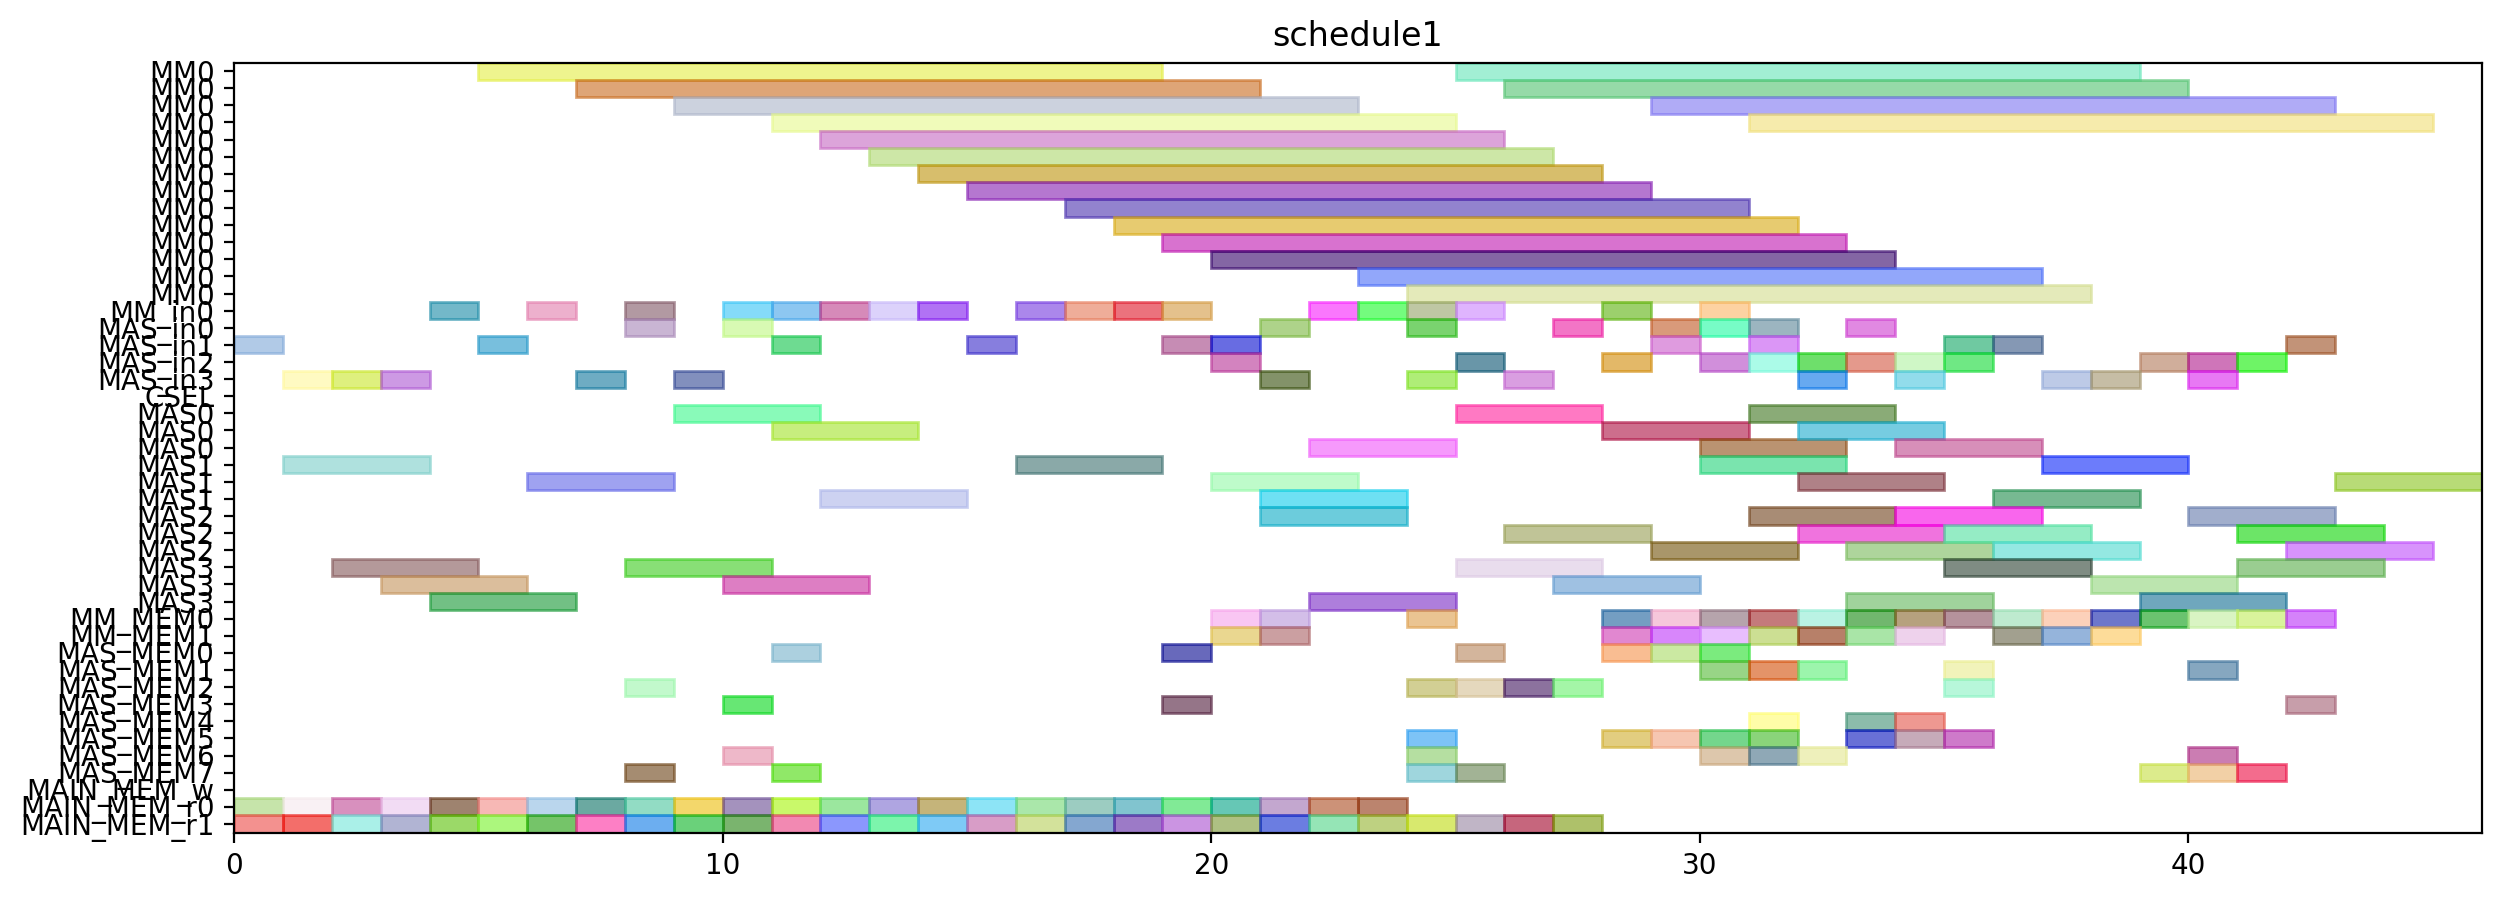 schedule1
MM0
MM0
MM0
MM0
MM0
MM0
MM0
MM0
MM0
MM0
MM0
MM0
MM0
MM0
MM_in0
MAS_in0
MAS_in1
MAS_in2
MAS_in3
CSEL
MAS0
MAS0
MAS0
MAS1
MAS1
MAS1
MAS2
MAS2
MAS2
MAS3
MAS3
MAS3
MM_MEM0
MM_MEM1
MAS_MEM0
MAS_MEM1
MAS_MEM2
MAS_MEM3
MAS_MEM4
MAS_MEM5
MAS_MEM6
MAS_MEM7
MAIN_MEM_w
MAIN_MEM_r0
MAIN_MEM_r1
0 10 20 30 40